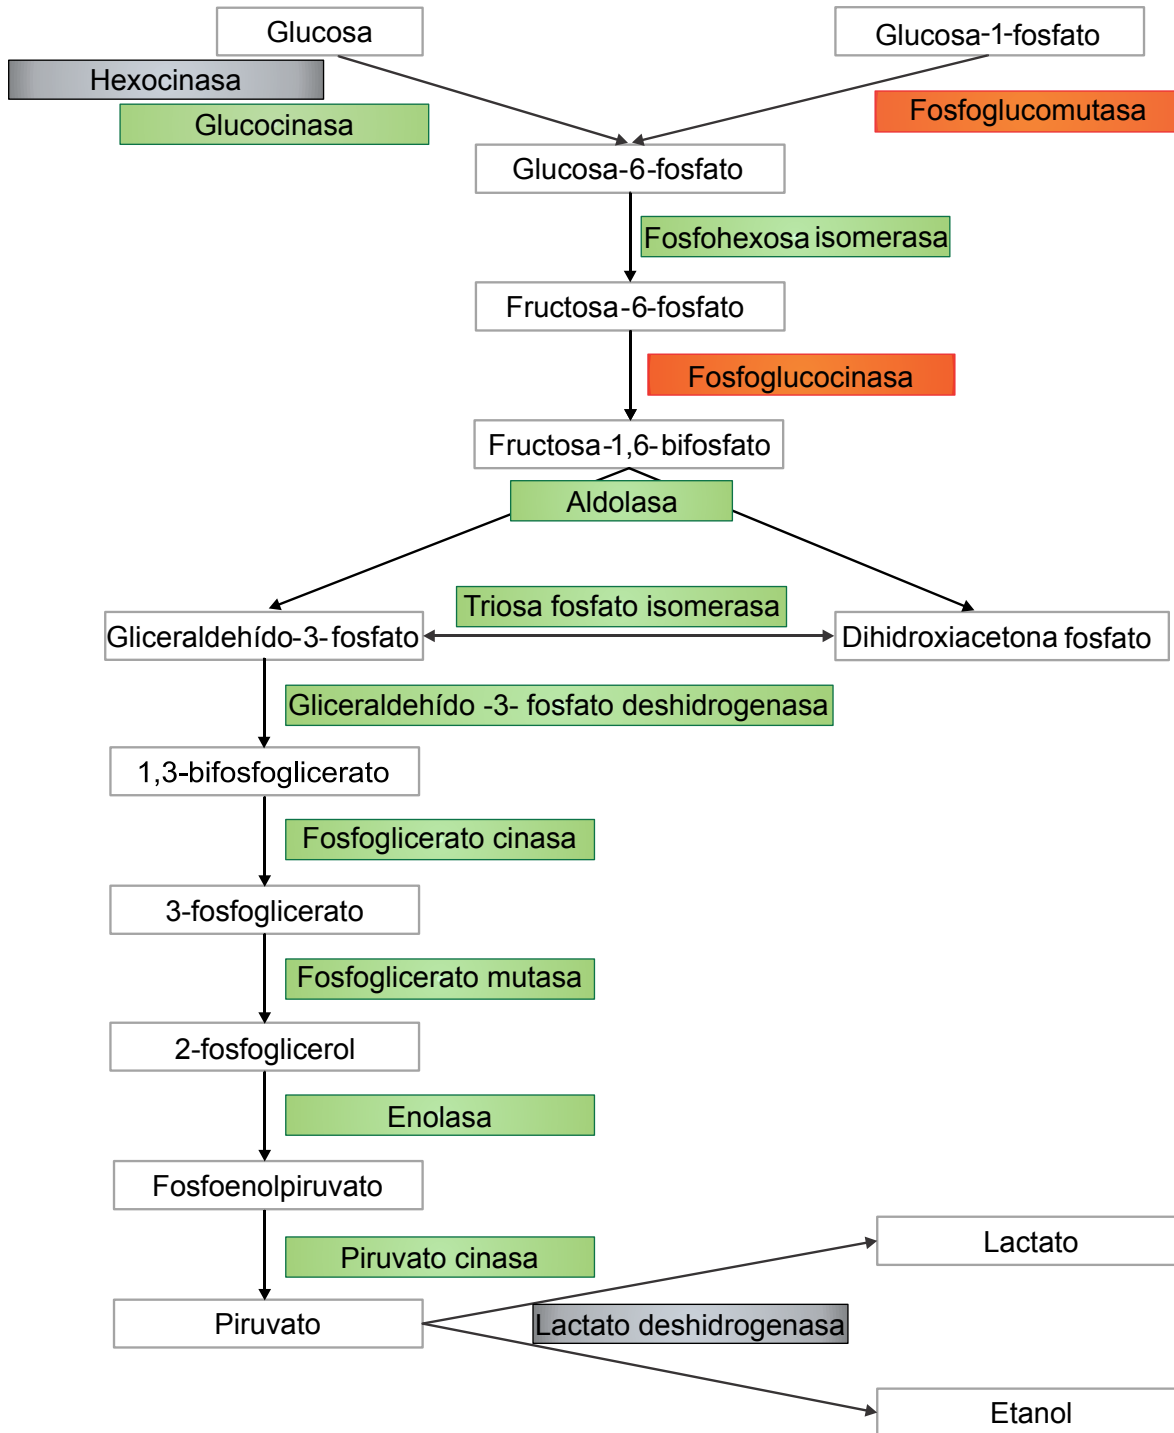 Glucosa
Glucosa-1-fosfato
Hexocinasa
Glucocinasa
Fosfoglucomutasa
Glucosa-6-fosfato
Fosfohexosa isomerasa
Fructosa-6-fosfato
Fosfoglucocinasa
Fructosa-1,6-bifosfato
Aldolasa
Triosa fosfato isomerasa
Gliceraldehído-3-fosfato
Dihidroxiacetona fosfato
Gliceraldehído -3- fosfato deshidrogenasa
1,3-bifosfoglicerato
Fosfoglicerato cinasa
3-fosfoglicerato
Fosfoglicerato mutasa
2-fosfoglicerol
Enolasa
Fosfoenolpiruvato
Piruvato cinasa
Lactato
Piruvato
Lactato deshidrogenasa
Etanol